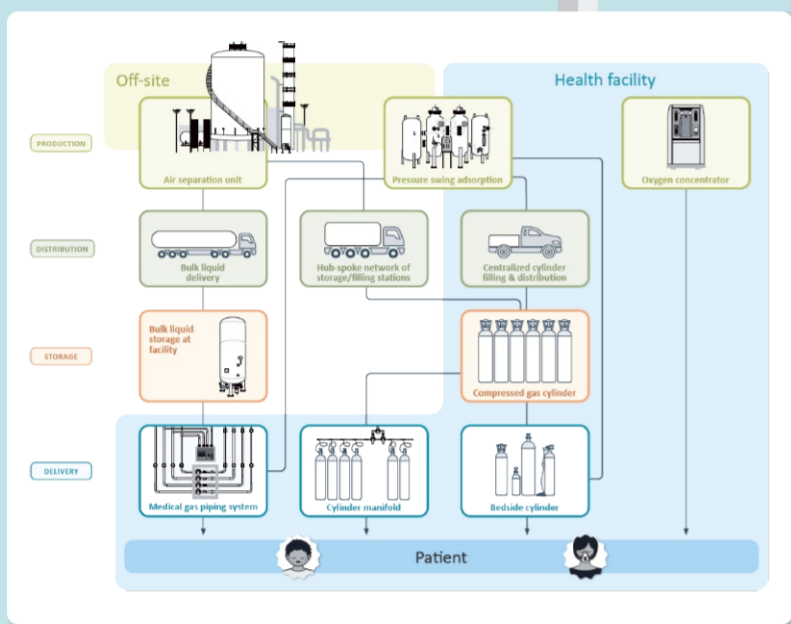 Off-site
Health facility
PRODUCTION
Air separation unit
Pressure swing adsorption
Oxygen concentrator
DISTRIBUTION
Bulk liquid
delivery
Hub-spoke network of
storage/filling stations
Centralized cylinder
filling & distribution
STORAGE
Bulk liquid
storage at
facility
Compressed gas cylinder
DELIVERY
Medical gas piping system
Cylinder manifold
Bedside cylinder
Patient